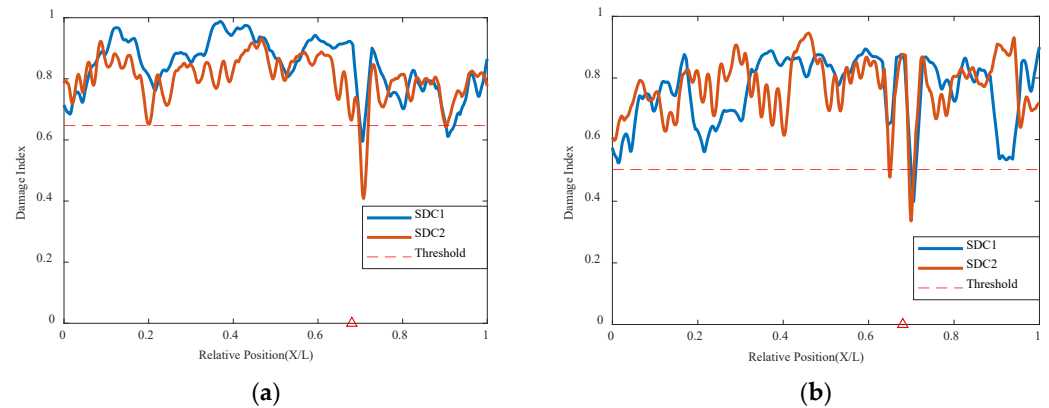 1
0.8
0.6
0.4
0.2
0
Damage Index
SDC1
SDC2
Threshold
0 0.2 0.4 0.6 0.8 1
Relative Position(X/L)
(a)
1
0.8
0.6
0.4
0.2
0
Damage Index
SDC1
SDC2
Threshold
0 0.2 0.4 0.6 0.8 1
Relative Position(X/L)
(b)